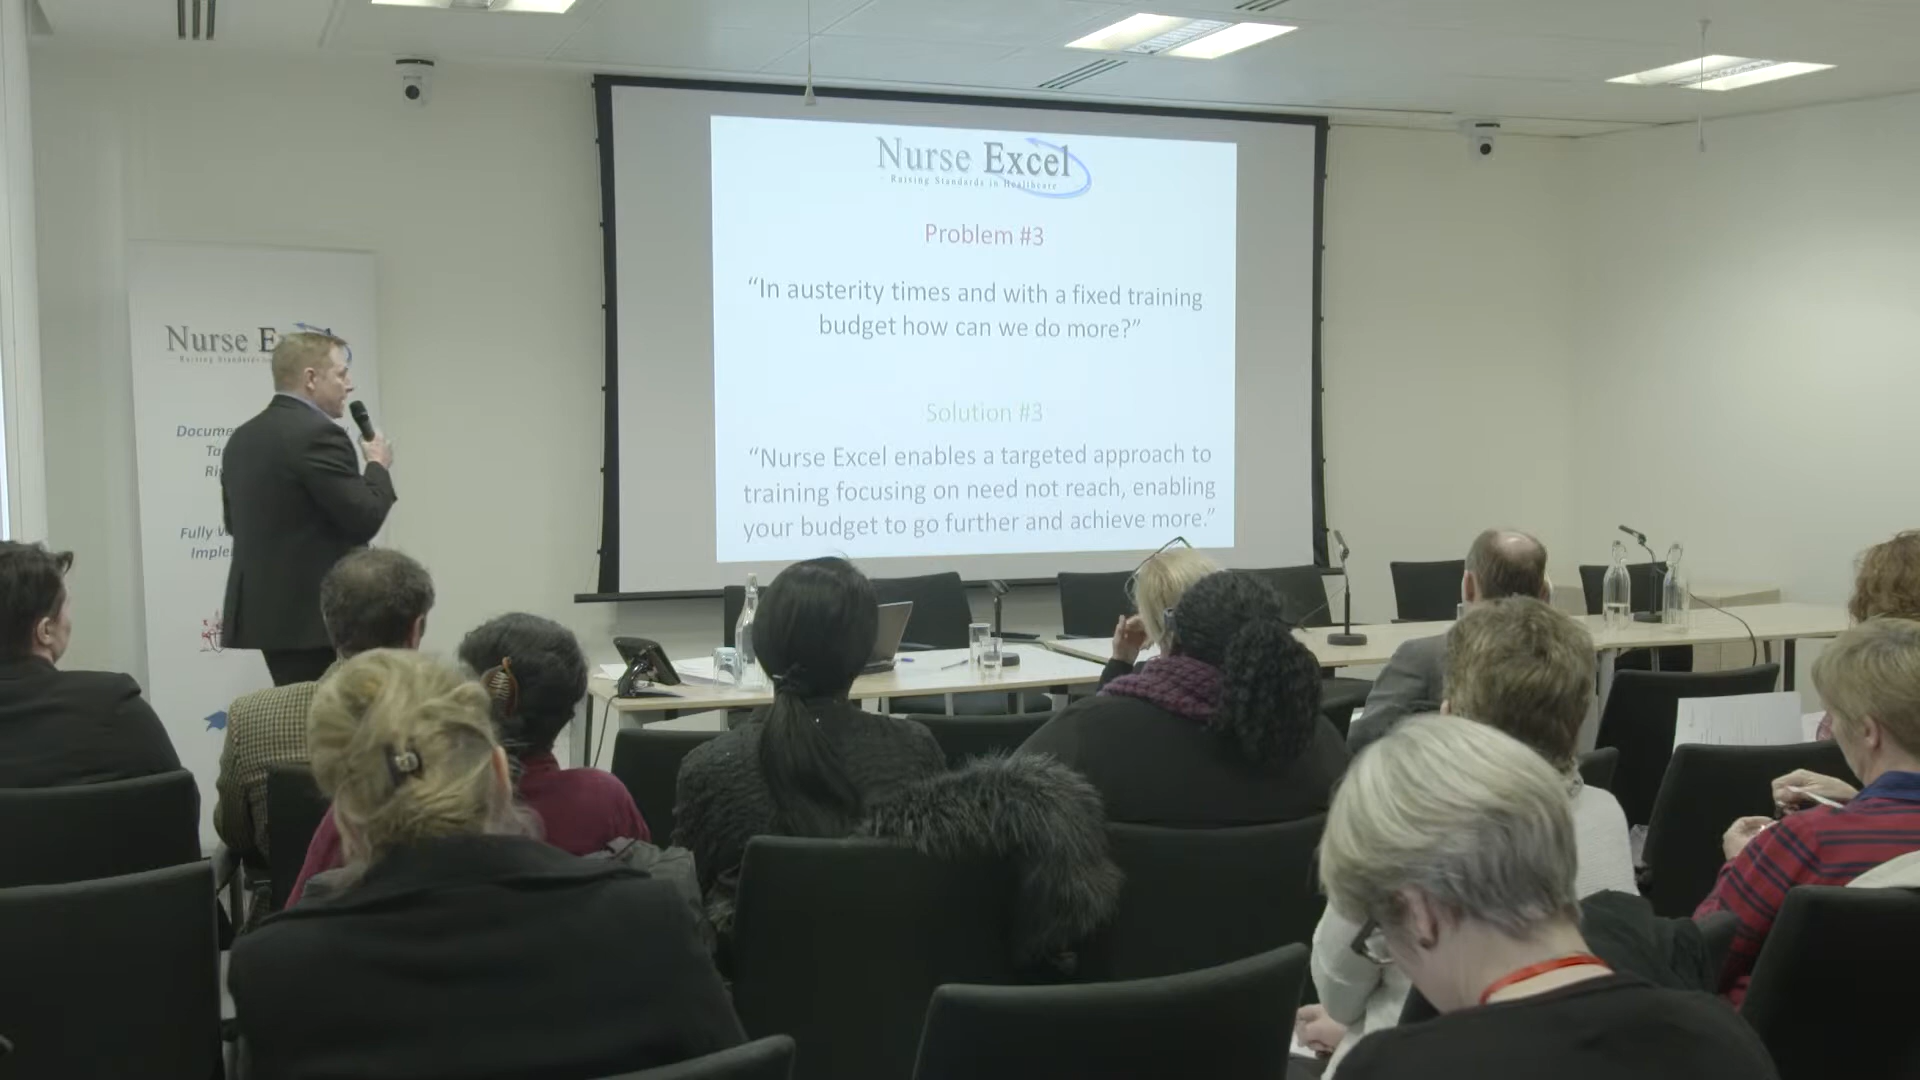 Nurse Excel
Raising Standards in Healthcare
Problem #3
“In austerity times and with a fixed training
budget how can we do more?”
Solution #3
“Nurse Excel enables a targeted approach to
training focusing on need not reach, enabling
your budget to go further and achieve more.”
Nurse
Raising Standards
Fully